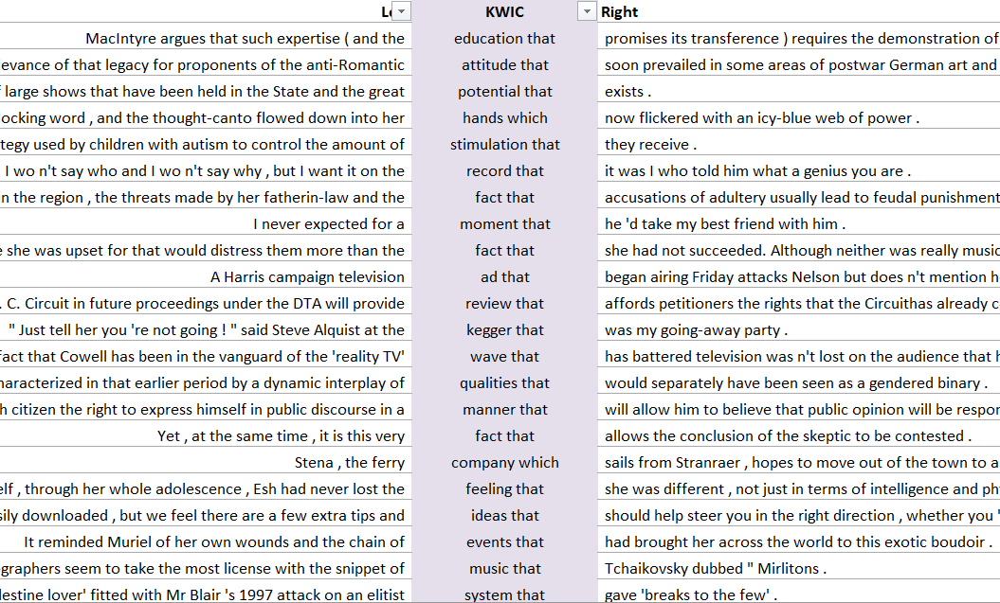 KWIC Right
MacIntyre argues that such expertise ( and the education that promises its transference ) requires the demonstration of
levance of that legacy for proponents of the anti-Romantic attitude that soon prevailed in some areas of postwar German art and
f large shows that have been held in the State and the great potential that exists .
locking word , and the thought-canto flowed down into her hands which now flickered with an icy-blue web of power .
tegy used by children with autism to control the amount of stimulation that they receive .
I wo n't say who and I wo n't say why , but I want it on the record that it was I who told him what a genius you are .
n the region , the threats made by her fatherin-law and the fact that accusations of adultery usually lead to feudal punishment
I never expected for a moment that he 'd take my best friend with him .
e she was upset for that would distress them more than the fact that she had not succeeded. Although neither was really music
A Harris campaign television ad that began airing Friday attacks Nelson but does n't mention h
. C. Circuit in future proceedings under the DTA will provide review that affords petitioners the rights that the Circuithas already c
" Just tell her you 're not going ! " said Steve Alquist at the kegger that was my going-away party .
fact that Cowell has been in the vanguard of the 'reality TV' wave that has battered television was n't lost on the audience that h
haracterized in that earlier period by a dynamic interplay of qualities that would separately have been seen as a gendered binary .
h citizen the right to express himself in public discourse in a manner that will allow him to believe that public opinion will be respon
Yet , at the same time , it is this very fact that allows the conclusion of the skeptic to be contested .
Stena , the ferry company which sails from Stranraer , hopes to move out of the town to a
elf , through her whole adolescence , Esh had never lost the feeling that she was different , not just in terms of intelligence and ph
sily downloaded , but we feel there are a few extra tips and ideas that should help steer you in the right direction , whether you '
It reminded Muriel of her own wounds and the chain of events that had brought her across the world to this exotic boudoir .
graphers seem to take the most license with the snippet of music that Tchaikovsky dubbed " Mirlitons .
destine lover' fitted with Mr Blair 's 1997 attack on an elitist system that gave 'breaks to the few' .